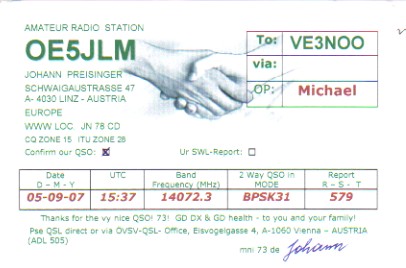 AMATEUR RADIO STATION
OE5JLM
JOHANN PREISINGER
SCHWAIGAUSTRASSE 47
A- 4030 LINZ - AUSTRIA
EUROPE
WWW LOC. JN 78 CD
CQ ZONE 15 ITU ZONE 28
To: VE3NOO
via:
OP: Michael
Confirm our QSO: Ur SWL-Report:
Date UTC Band 2 Way QSO in Report
D – M - Y Frequency (MHz) MODE R – S - T
05-09-07 15:37 14072.3 BPSK31 579
Thanks for the vy nice QSO! 73! GD DX & GD health - to you and your family!
Pse QSL direct or via OVSV-QSL- Office, Eisvogelgasse 4, A-1060 Vienna – AUSTRIA
(ADL 505)
mni 73 de Johann